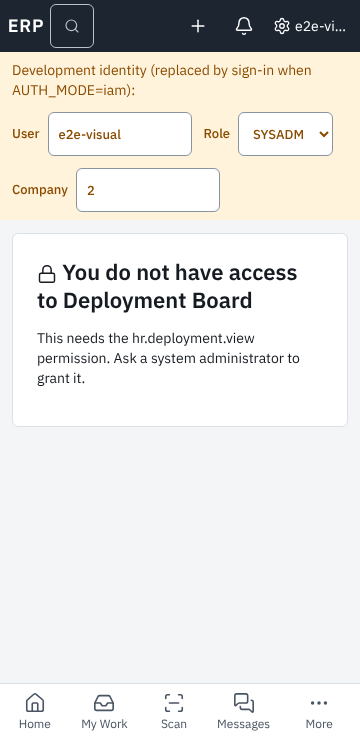 ERP
e2e-vi...
Development identity (replaced by sign-in when
AUTH_MODE=iam):
User e2e-visual Role SYSADM
Company 2
You do not have access
to Deployment Board
This needs the hr.deployment.view
permission. Ask a system administrator to
grant it.
Home My Work Scan Messages More